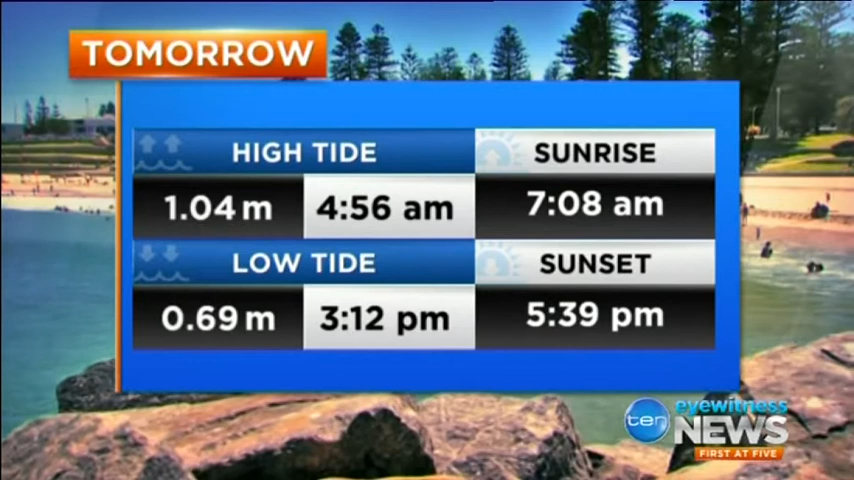 TOMORROW
HIGH TIDE
SUNRISE
1.04 m
4:56 am
7:08 am
LOW TIDE
SUNSET
0.69 m
3:12 pm
5:39 pm
ten eyewitness
NEWS
FIRST AT FIVE